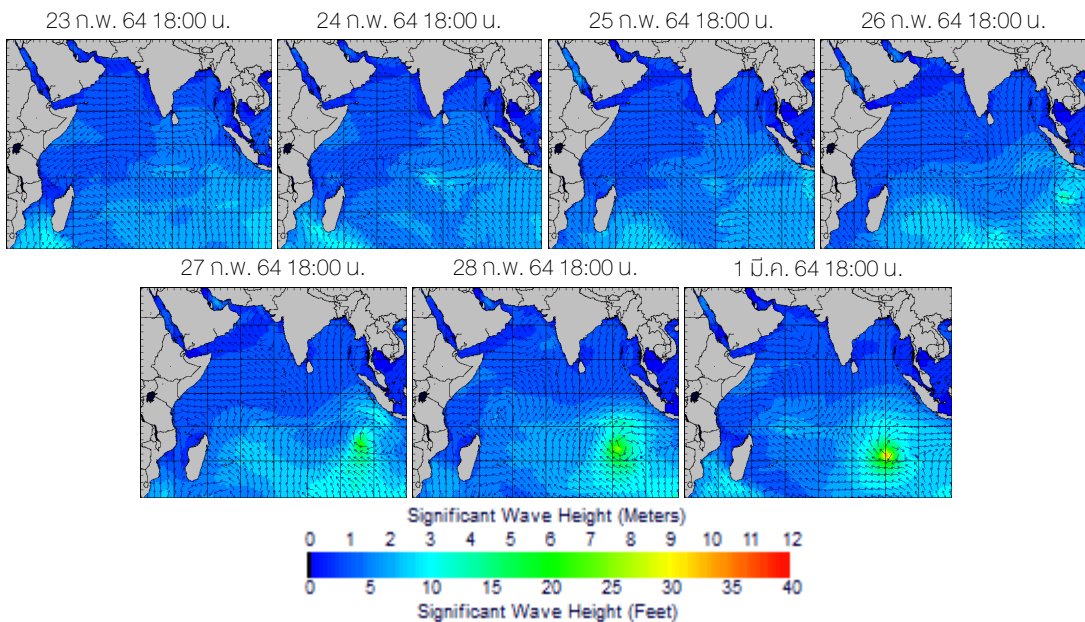 23 ก.พ. 64 18:00 น. 24 ก.พ. 64 18:00 น. 25 ก.พ. 64 18:00 น. 26 ก.พ. 64 18:00 น.
27 ก.พ. 64 18:00 น. 28 ก.พ. 64 18:00 น. 1 มี.ค. 64 18:00 น.
Significant Wave Height (Meters)
0 1 2 3 4 5 6 7 8 9 10 11 12
0 5 10 15 20 25 30 35 40
Significant Wave Height (Feet)